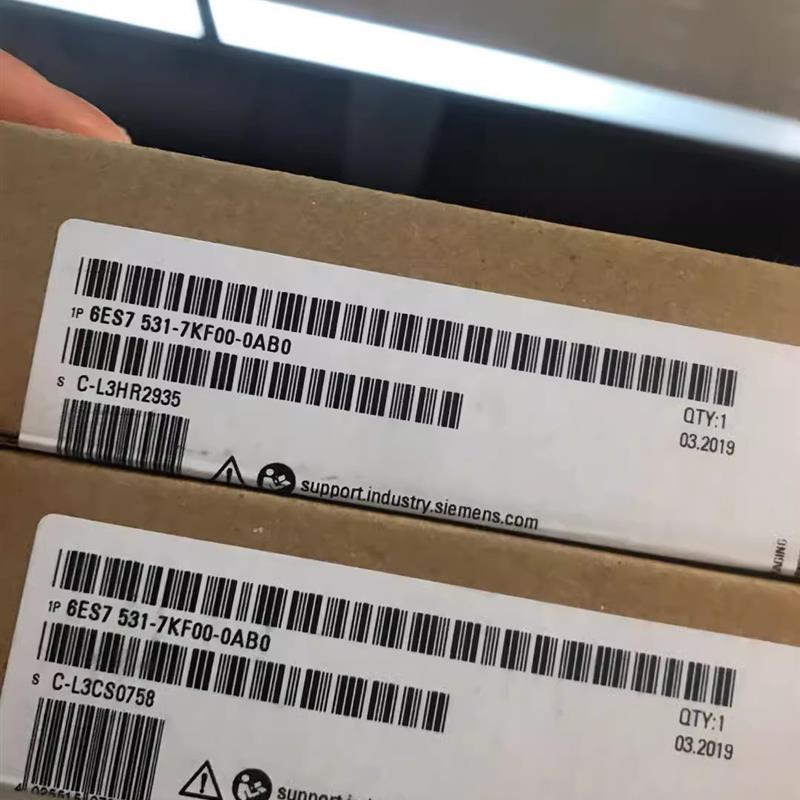 1P 6ES7 531-7KF00-0AB0
S C-L3HR2935
QTY:1
03.2019
support.industry.siemens.com
1P 6ES7 531-7KF00-0AB0
S C-L3CS0758
QTY:1
03.2019